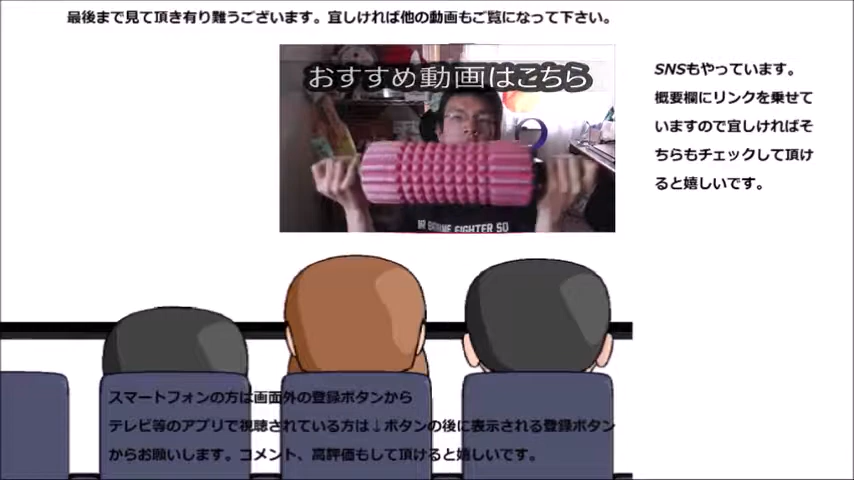 最後まで見て頂き有り難うございます。宜しければ他の動画もご覧になって下さい。
おすすめ動画はこちら
SNSもやっています。
概要欄にリンクを乗せて
いますので宜しければそ
ちらもチェックして頂け
ると嬉しいです。
スマートフォンの方は画面外の登録ボタンから
テレビ等のアプリで視聴されている方は↓ボタンの後に表示される登録ボタン
からお願いします。コメント、高評価もして頂けると嬉しいです。